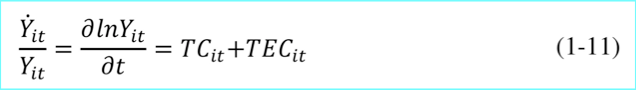 Ẏ_it / Y_it = ∂lnY_it / ∂t = TC_it+TEC_it (1-11)